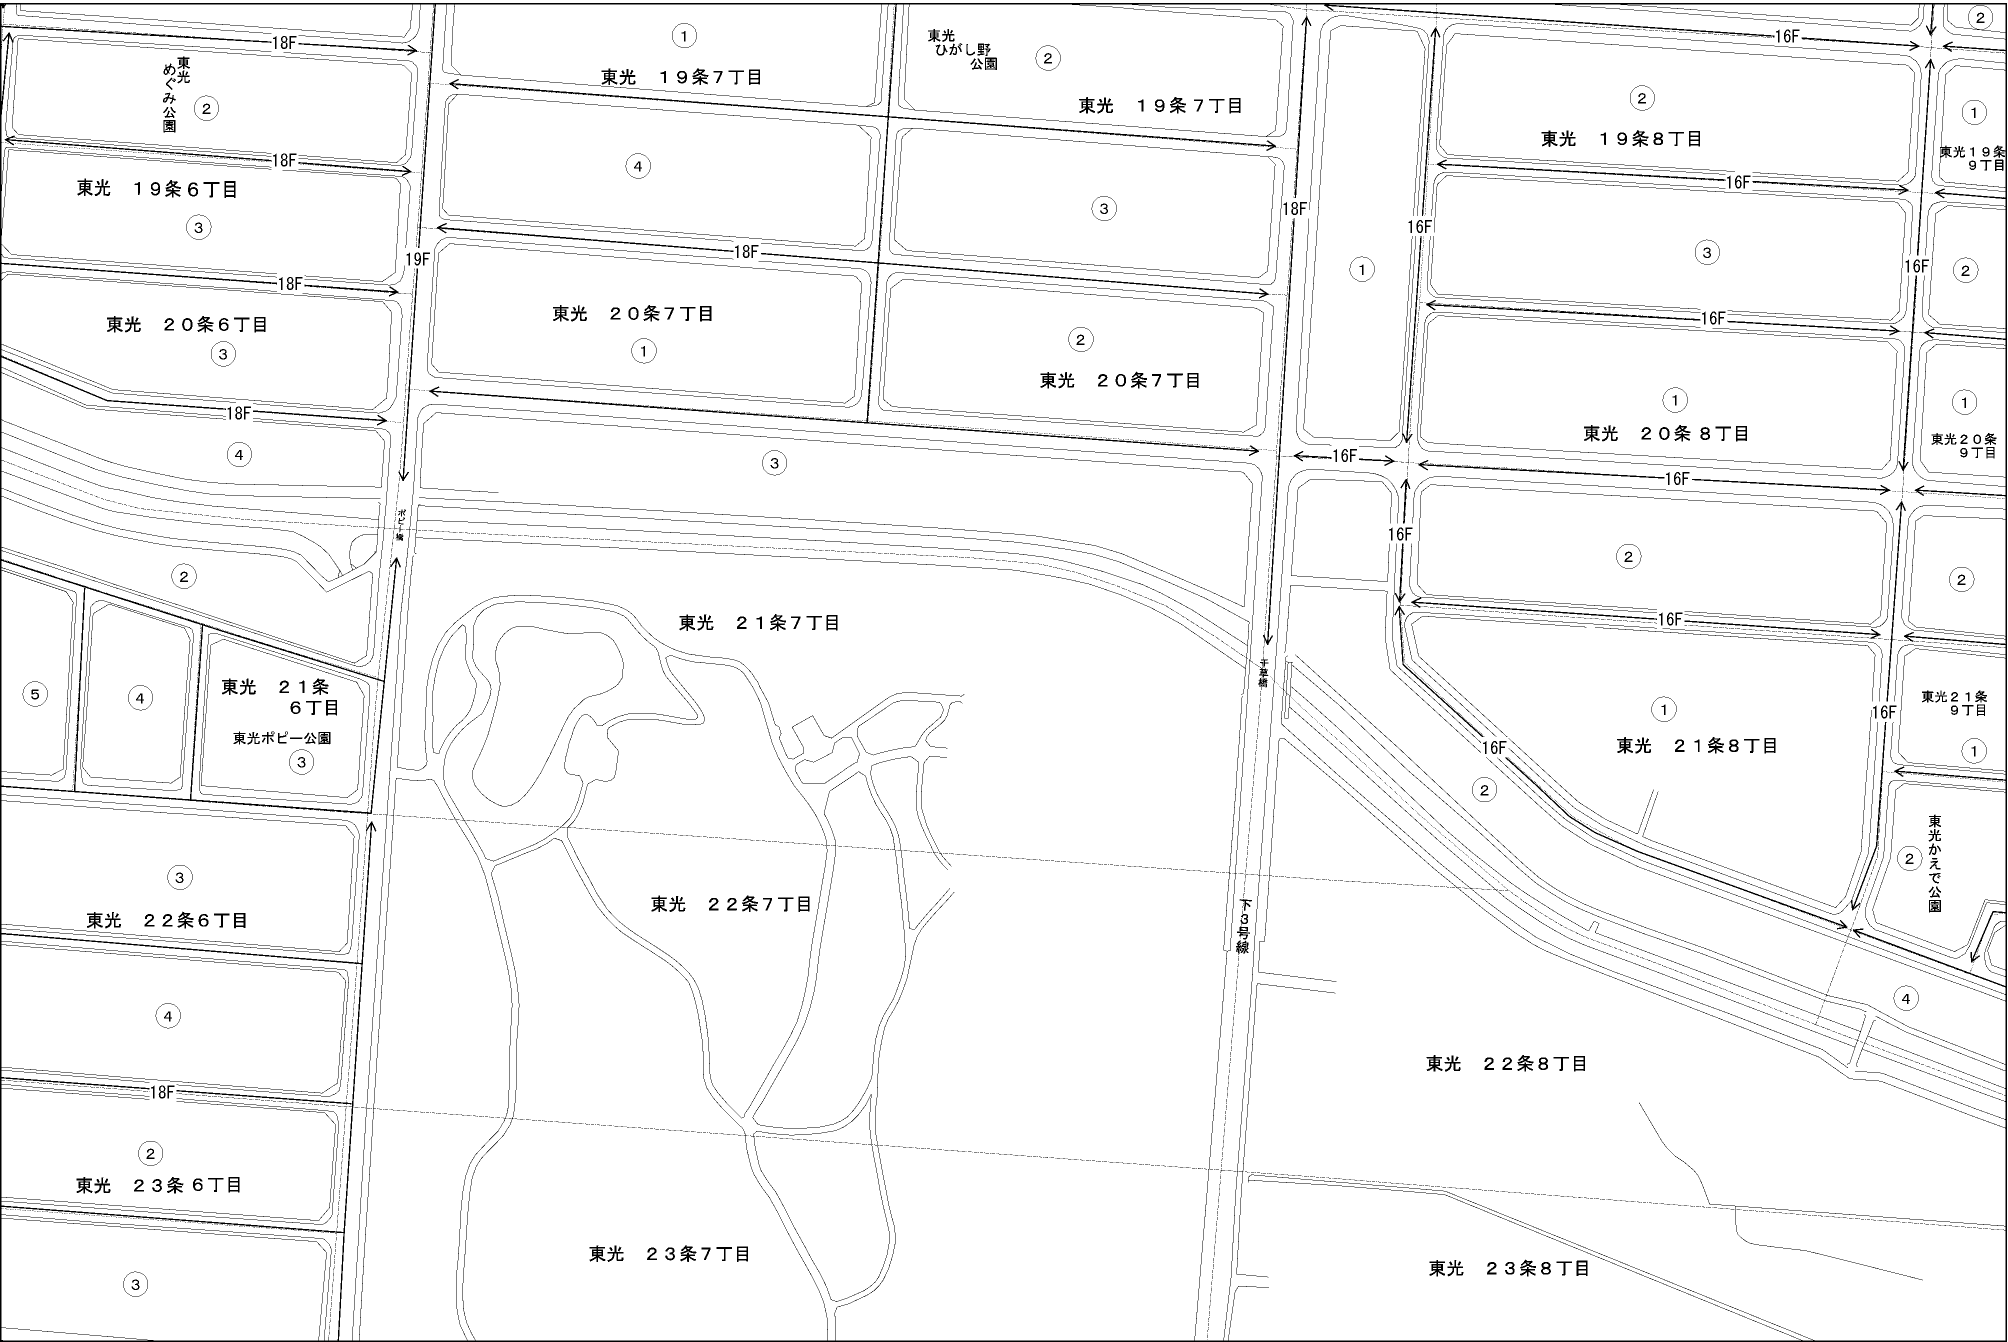 18F
①
東光
ひがし野
公園
②
16F
②
東光
めぐみ公園
②
東光　１９条７丁目
東光　１９条７丁目
②
東光　１９条８丁目
①
東光１９条
９丁目
18F
東光　１９条６丁目
③
④
③
18F
16F
16F
③
①
19F
18F
16F
②
18F
東光　２０条６丁目
③
東光　２０条７丁目
①
②
東光　２０条７丁目
16F
①
東光　２０条８丁目
①
東光２０条
９丁目
18F
④
③
16F
16F
ポピー橋
16F
②
②
②
東光　２１条７丁目
16F
千草橋
⑤
④
東光　２１条
６丁目
東光ポピー公園
③
16F
①
東光　２１条８丁目
16F
東光２１条
９丁目
①
②
③
東光　２２条６丁目
東光　２２条７丁目
下３号線
②
東光かえで公園
④
④
18F
東光　２２条８丁目
②
東光　２３条６丁目
東光　２３条７丁目
東光　２３条８丁目
③